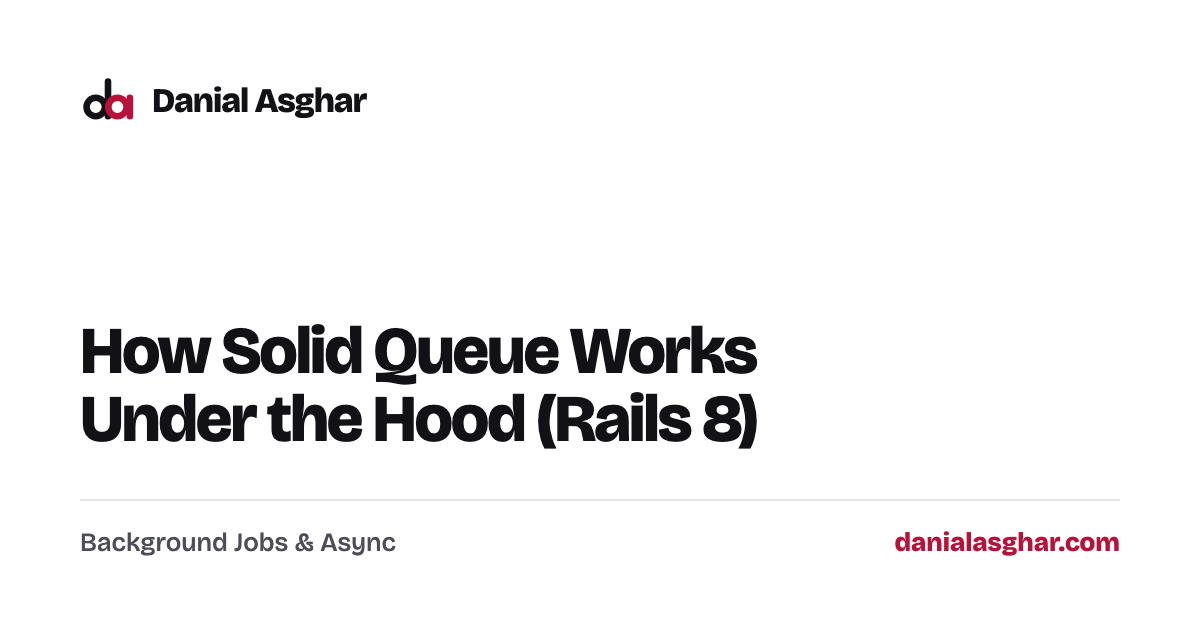 da Danial Asghar
How Solid Queue Works
Under the Hood (Rails 8)
Background Jobs & Async
danialasghar.com